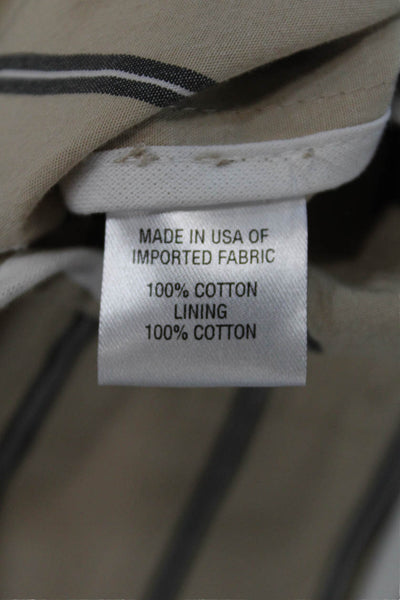 MADE IN USA OF
IMPORTED FABRIC
100% COTTON
LINING
100% COTTON